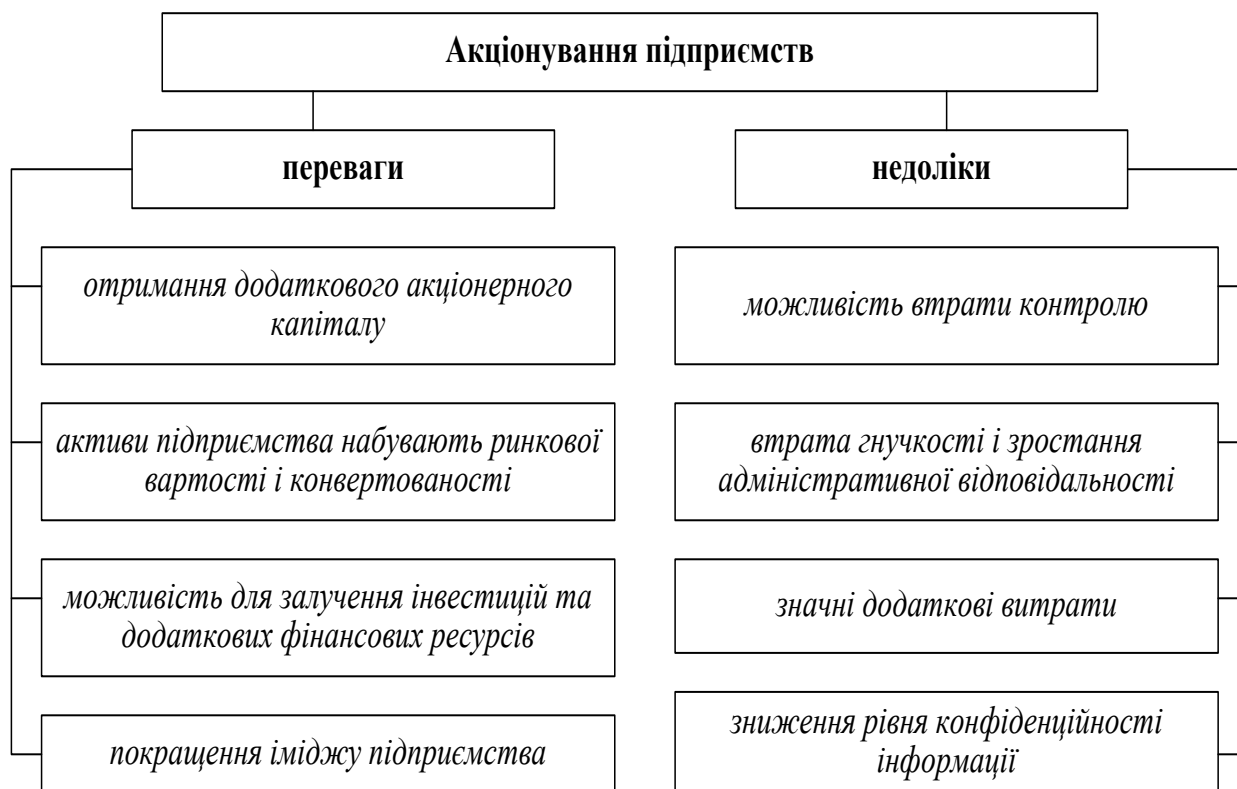 Акціонування підприємств
переваги
недоліки
отримання додаткового акціонерного
капіталу
активи підприємства набувають ринкової
вартості і конвертованості
можливість для залучення інвестицій та
додаткових фінансових ресурсів
покращення іміджу підприємства
можливість втрати контролю
втрата гнучкості і зростання
адміністративної відповідальності
значні додаткові витрати
зниження рівня конфіденційності
інформації